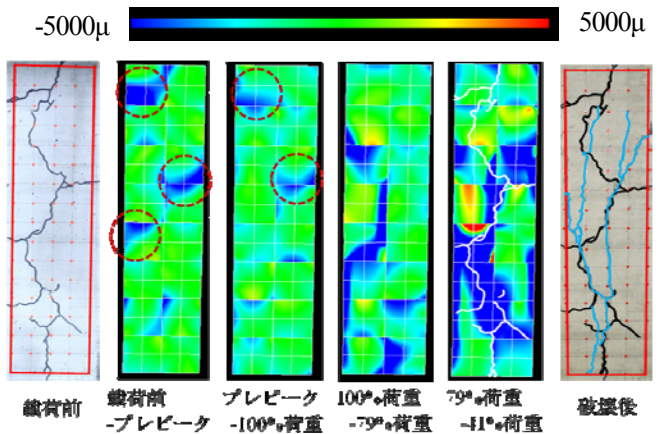 -5000μ
5000μ
載荷前
載荷前
-プレピーク
プレピーク
-100%荷重
100%荷重
-79%荷重
79%荷重
-41%荷重
破壊後